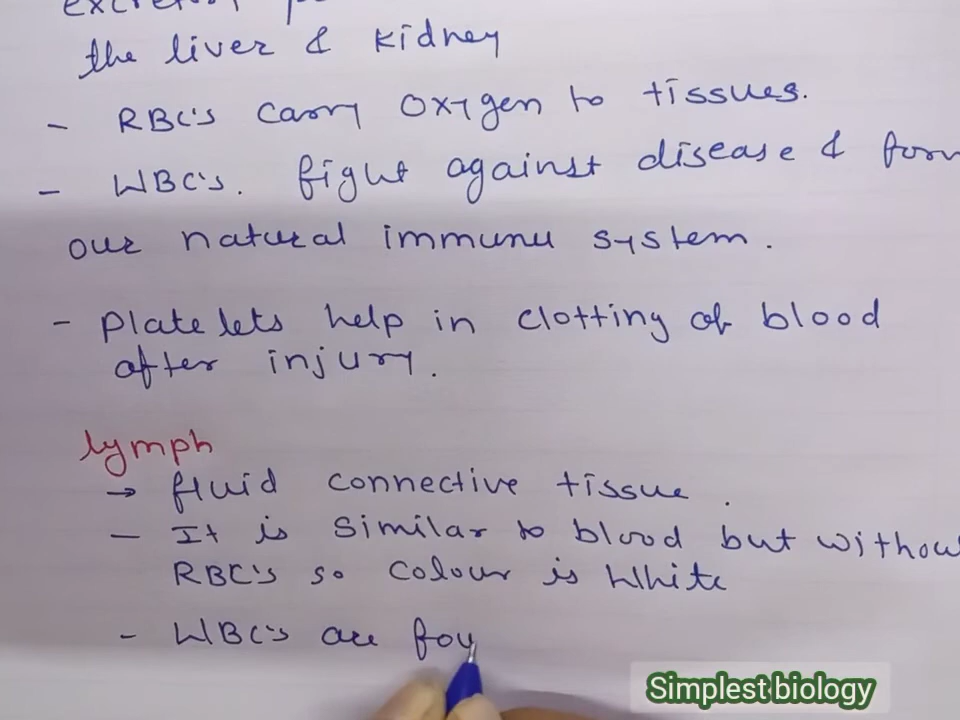 the liver & kidney
- RBC's carry oxygen to tissues.
- WBC's. fight against disease & form
our natural immunu system.
- Platelets help in clotting of blood
after injury.
lymph
→ fluid connective tissue.
- It is similar to blood but without
RBC's so colour is white
- WBC's are fou
Simplest biology